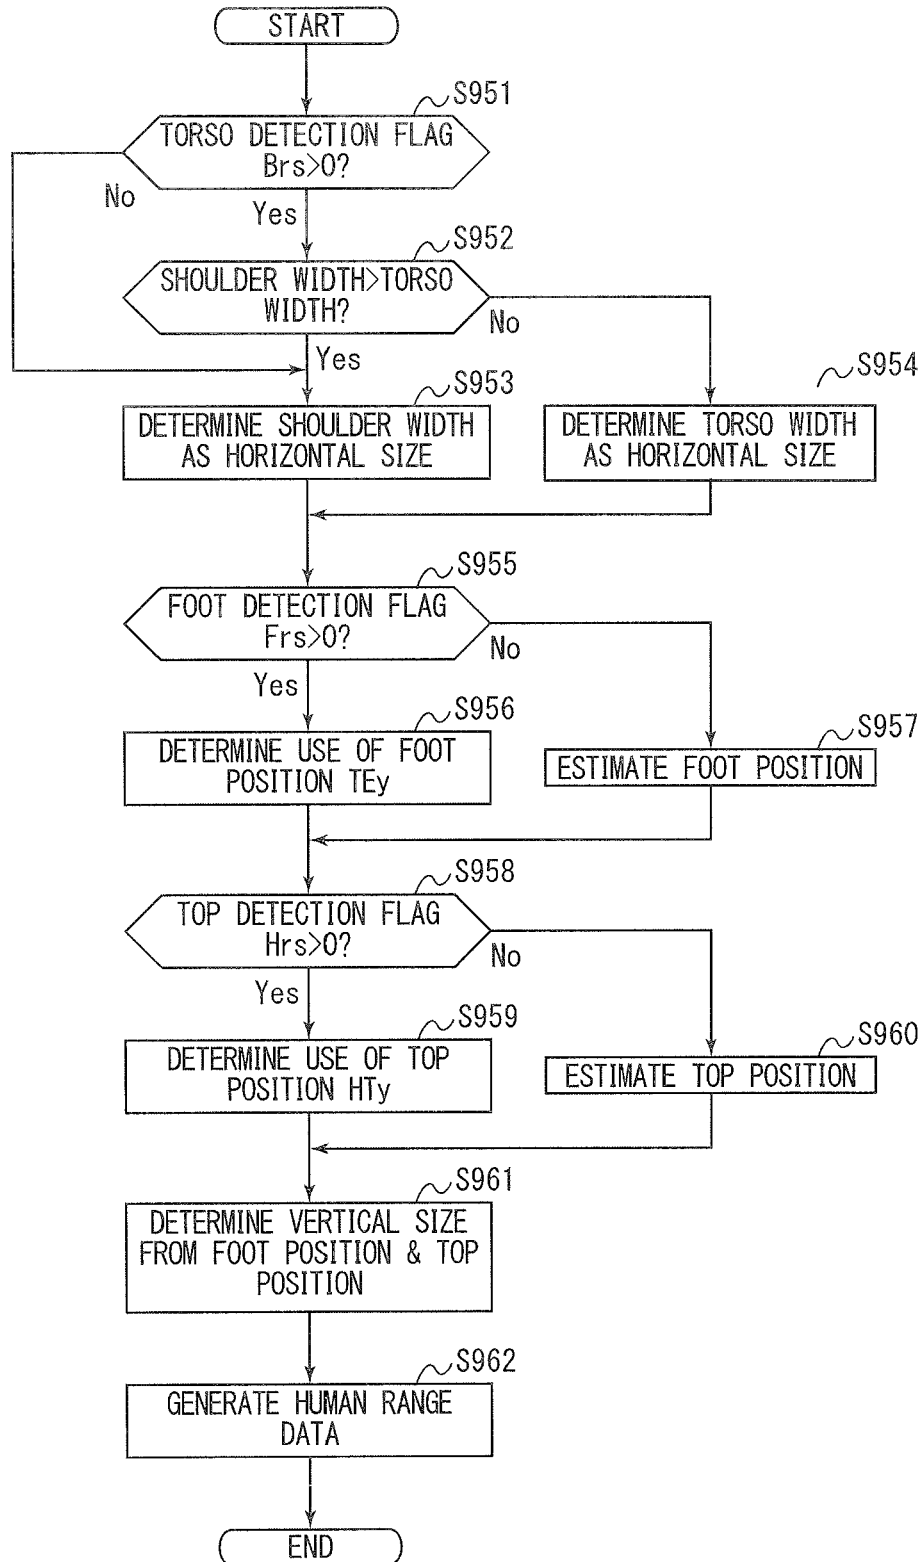 START
S951
TORSO DETECTION FLAG
Brs>0?
No
Yes
S952
SHOULDER WIDTH>TORSO
WIDTH?
No
Yes
S953
S954
DETERMINE SHOULDER WIDTH
AS HORIZONTAL SIZE
DETERMINE TORSO WIDTH
AS HORIZONTAL SIZE
S955
FOOT DETECTION FLAG
Frs>0?
No
Yes
S956
S957
DETERMINE USE OF FOOT
POSITION TEy
ESTIMATE FOOT POSITION
S958
TOP DETECTION FLAG
Hrs>0?
No
Yes
S959
S960
DETERMINE USE OF TOP
POSITION HTy
ESTIMATE TOP POSITION
S961
DETERMINE VERTICAL SIZE
FROM FOOT POSITION & TOP
POSITION
S962
GENERATE HUMAN RANGE
DATA
END